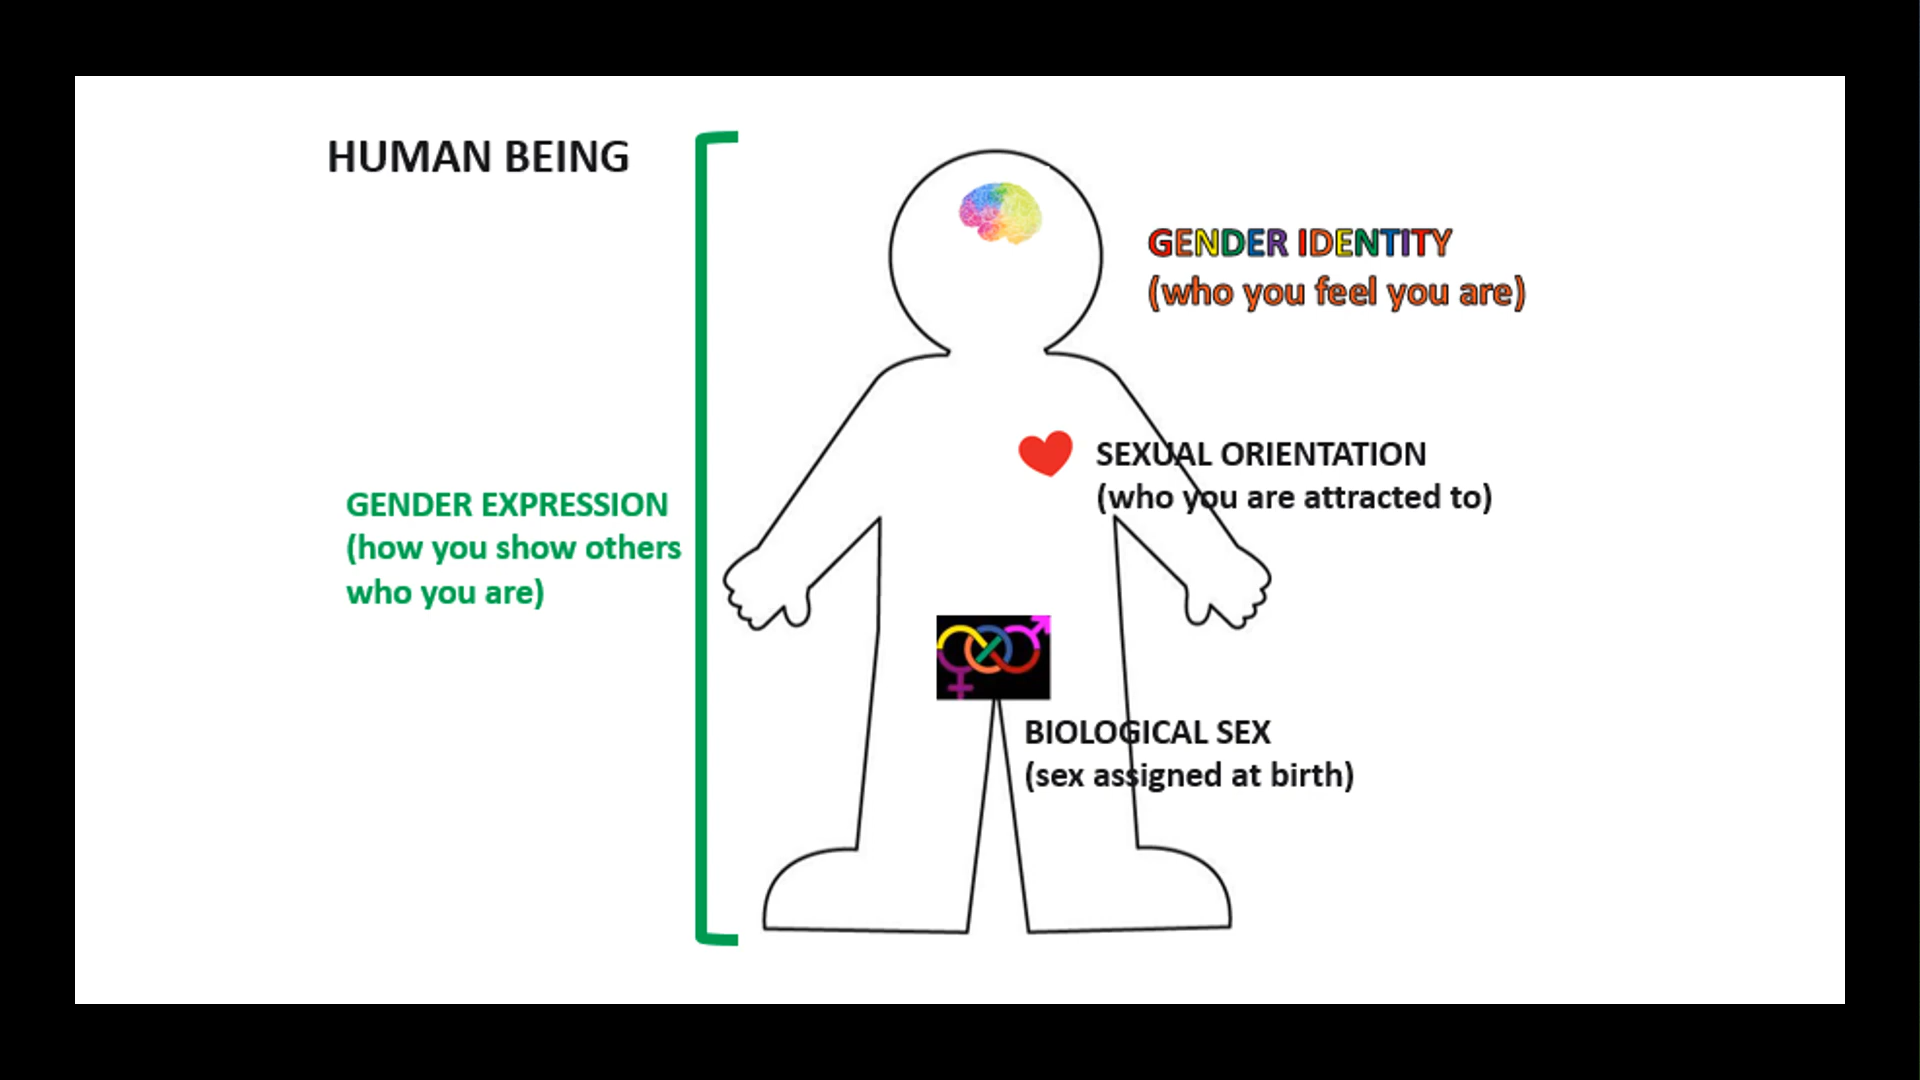 HUMAN BEING
GENDER IDENTITY
(who you feel you are)
SEXUAL ORIENTATION
(who you are attracted to)
GENDER EXPRESSION
(how you show others
who you are)
BIOLOGICAL SEX
(sex assigned at birth)